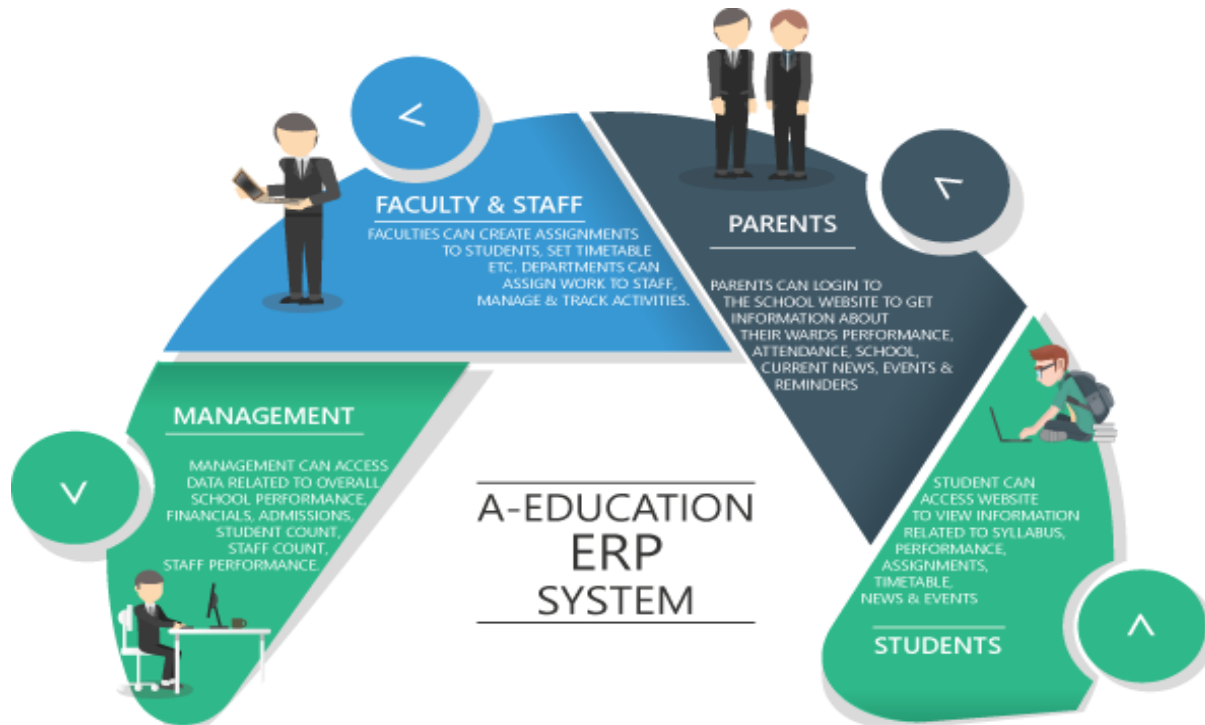 FACULTY & STAFF
FACULTIES CAN CREATE ASSIGNMENTS
TO STUDENTS, SET TIMETABLE
ETC. DEPARTMENTS CAN
ASSIGN WORK TO STAFF,
MANAGE & TRACK ACTIVITIES.
PARENTS
PARENTS CAN LOGIN TO
THE SCHOOL WEBSITE TO GET
INFORMATION ABOUT
THEIR WARDS PERFORMANCE,
ATTENDANCE, SCHOOL,
CURRENT NEWS, EVENTS &
REMINDERS
MANAGEMENT
MANAGEMENT CAN ACCESS
DATA RELATED TO OVERALL
SCHOOL PERFORMANCE,
FINANCIALS, ADMISSIONS,
STUDENT COUNT,
STAFF COUNT,
STAFF PERFORMANCE.
A-EDUCATION
ERP
SYSTEM
STUDENT CAN
ACCESS WEBSITE
TO VIEW INFORMATION
RELATED TO SYLLABUS,
PERFORMANCE,
ASSIGNMENTS,
TIMETABLE,
NEWS & EVENTS
STUDENTS